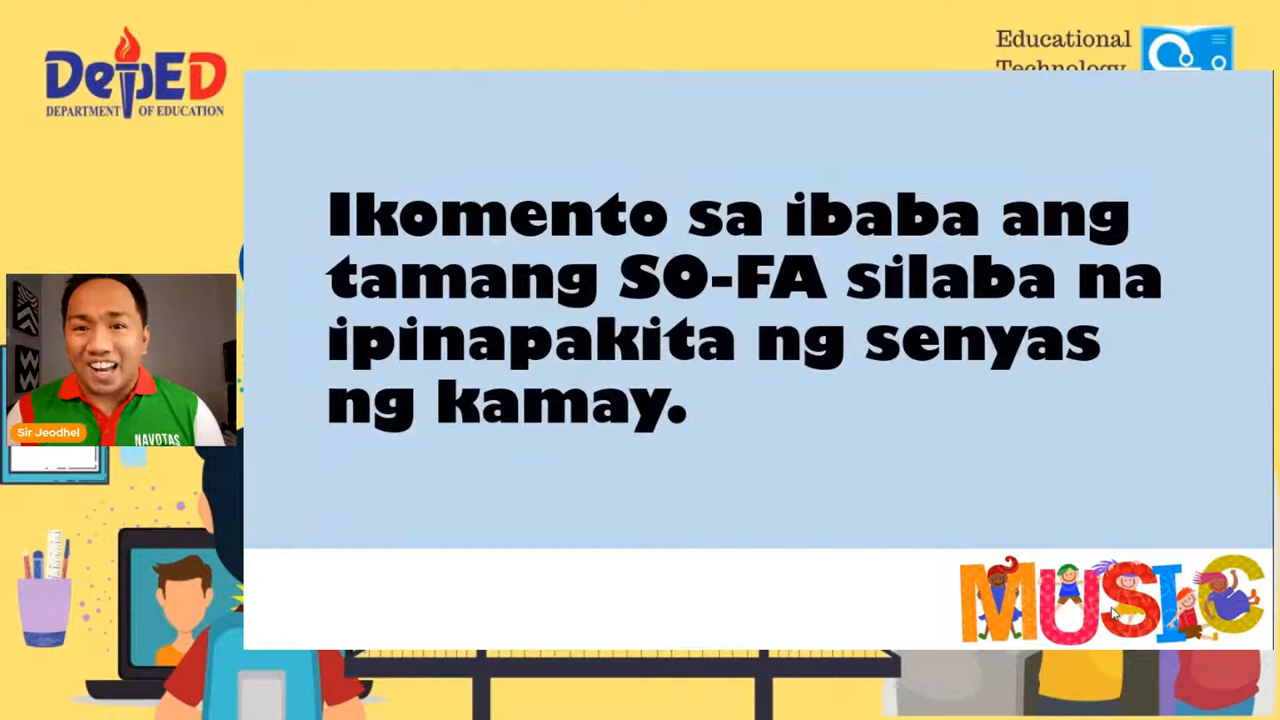 DepED
DEPARTMENT OF EDUCATION
Educational
Technology
Ikomento sa ibaba ang
tamang SO-FA silaba na
ipinapakita ng senyas
ng kamay.
Sir Jeodhel
NAVOTAS
MUSIC